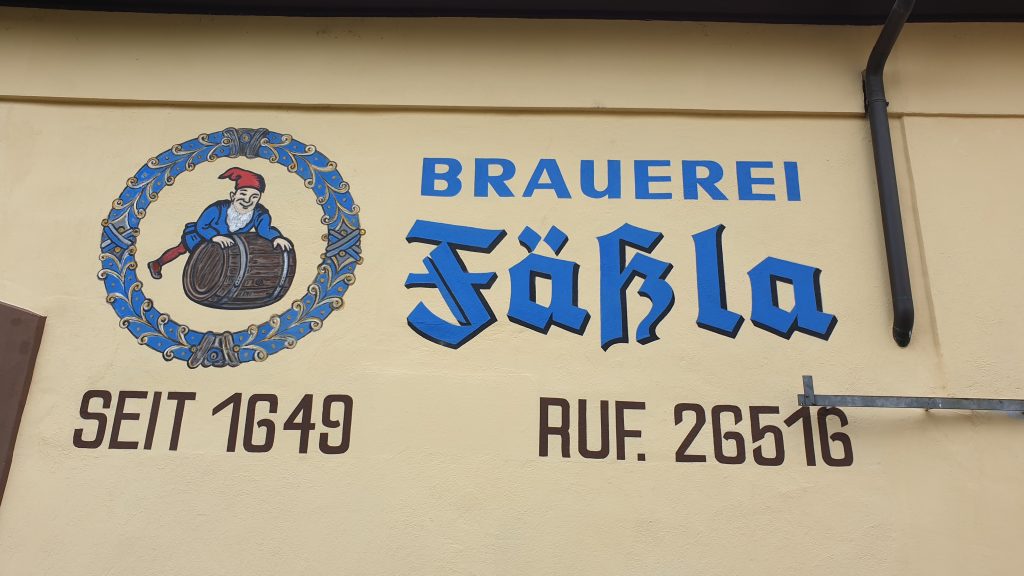 BRAUEREI
Fäßla
SEIT 1649
RUF. 26516